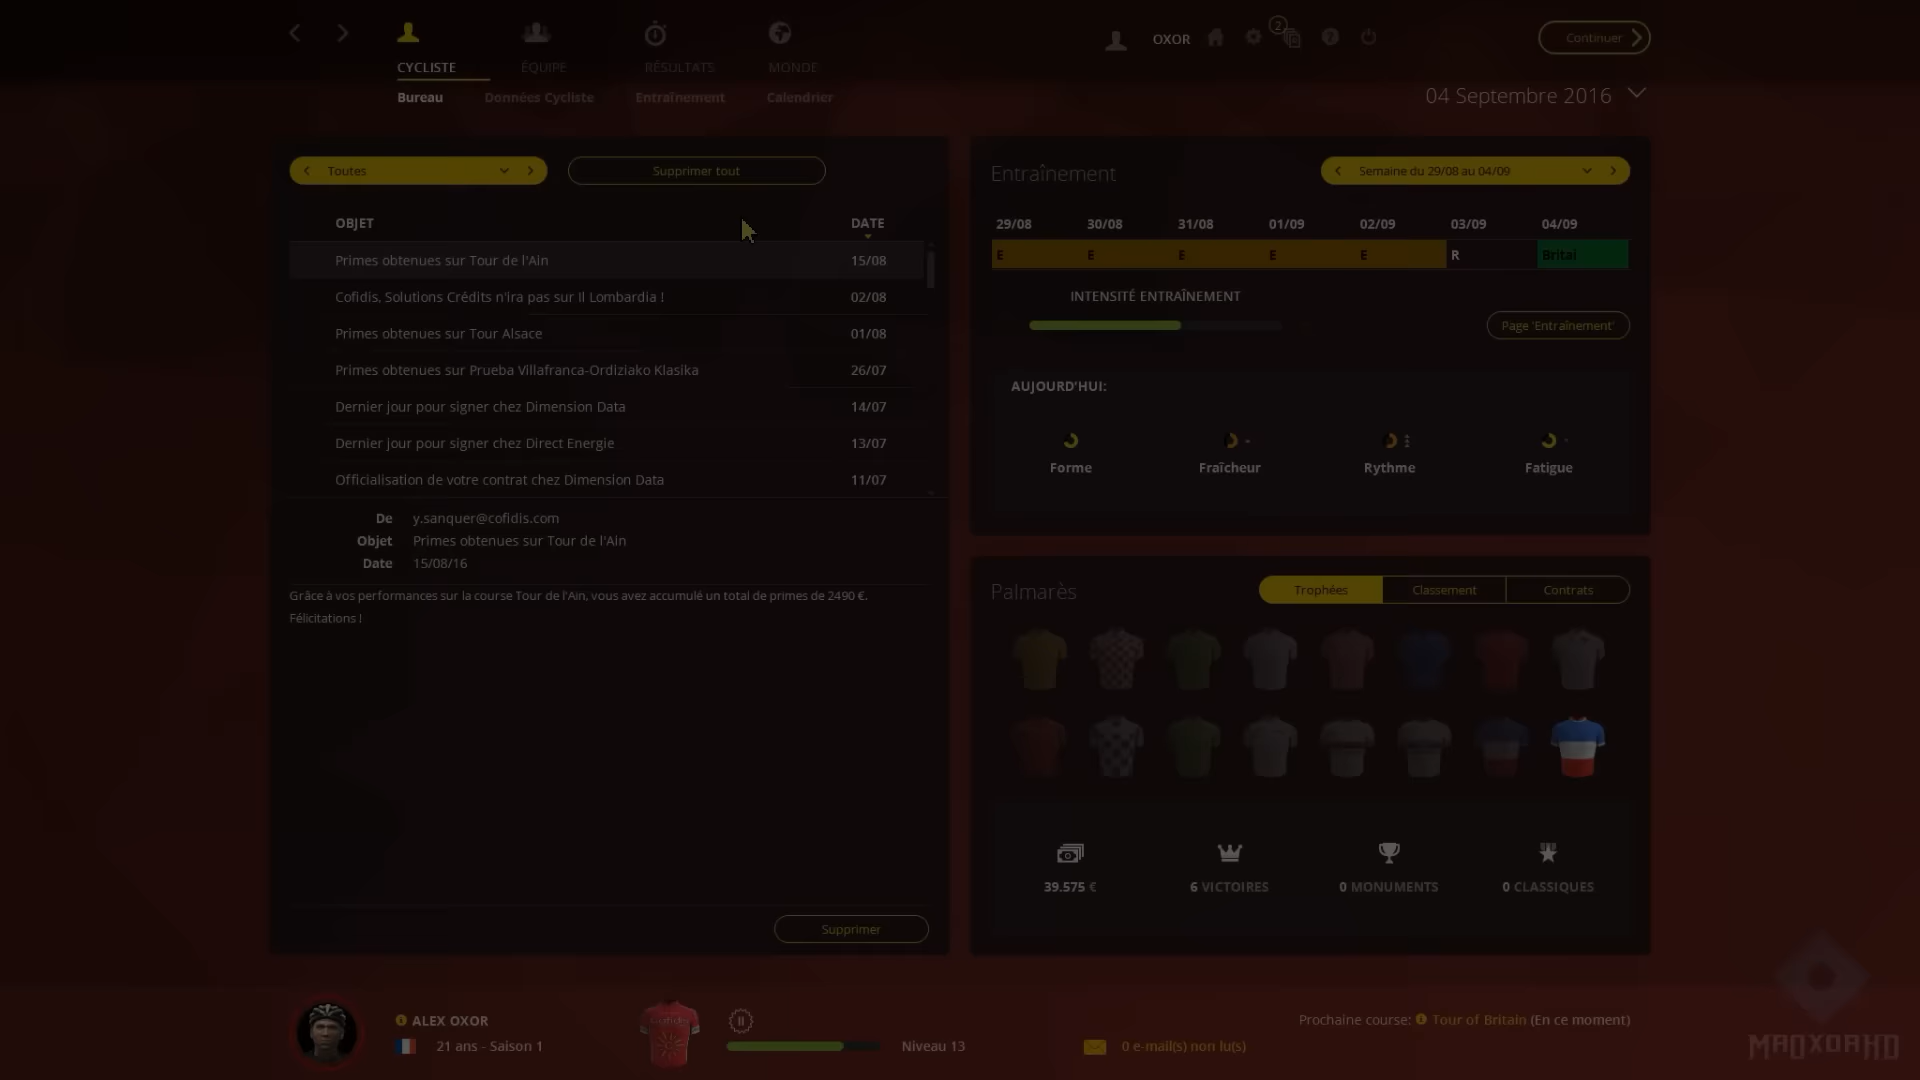 CYCLISTE ÉQUIPE RÉSULTATS MONDE
OXOR 2 Continuer
Bureau Données Cycliste Entraînement Calendrier
04 Septembre 2016
Toutes Supprimer tout
OBJET DATE
Primes obtenues sur Tour de l'Ain 15/08
Cofidis, Solutions Crédits n'ira pas sur Il Lombardia ! 02/08
Primes obtenues sur Tour Alsace 01/08
Primes obtenues sur Prueba Villafranca-Ordiziako Klasika 26/07
Dernier jour pour signer chez Dimension Data 14/07
Dernier jour pour signer chez Direct Energie 13/07
Officialisation de votre contrat chez Dimension Data 11/07
De y.sanquer@cofidis.com
Objet Primes obtenues sur Tour de l'Ain
Date 15/08/16
Grâce à vos performances sur la course Tour de l'Ain, vous avez accumulé un total de primes de 2490 €.
Félicitations !
Supprimer
Entraînement Semaine du 29/08 au 04/09
29/08 30/08 31/08 01/09 02/09 03/09 04/09
E E E E E R Britai
INTENSITÉ ENTRAÎNEMENT
Page 'Entraînement'
AUJOURD'HUI:
Forme Fraîcheur Rythme Fatigue
Palmarès Trophées Classement Contrats
39.575 € 6 VICTOIRES 0 MONUMENTS 0 CLASSIQUES
ALEX OXOR
21 ans - Saison 1
Cofidis
Niveau 13
0 e-mail(s) non lu(s)
Prochaine course: Tour of Britain (En ce moment)
MAOXORHD